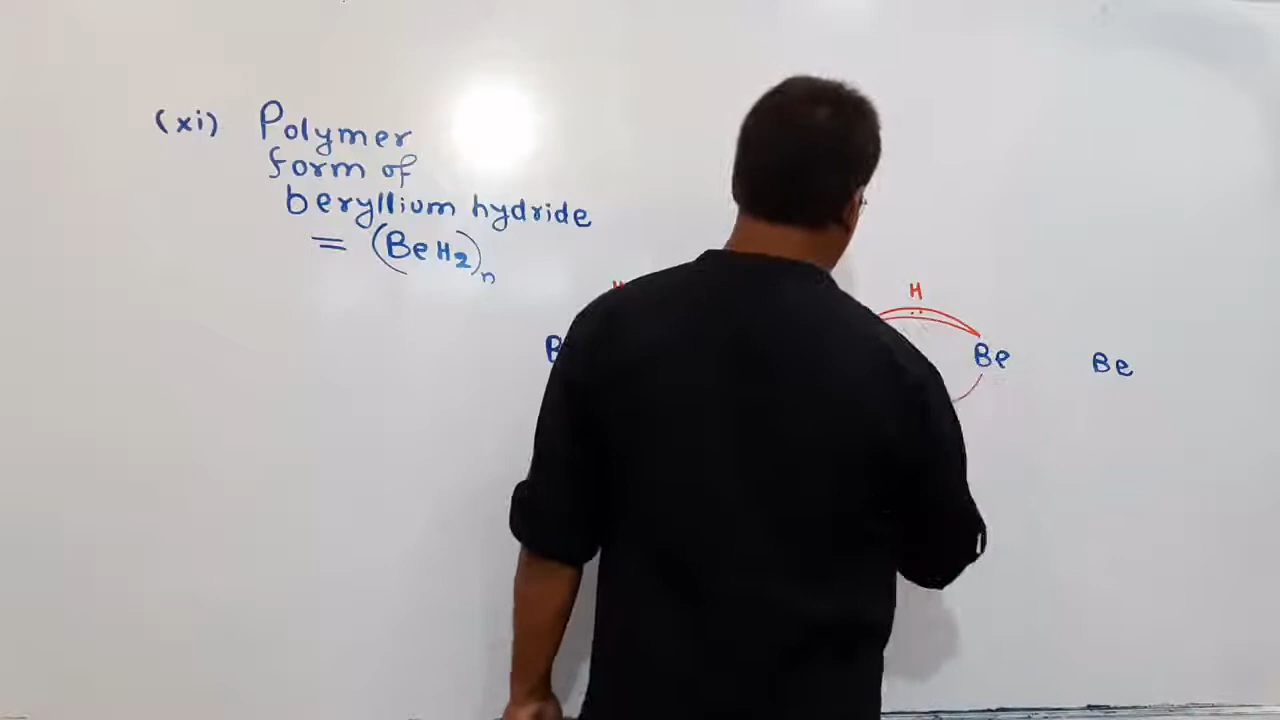 (xi) Polymer
form of
beryllium hydride
= (BeH2)n
H
Be Be